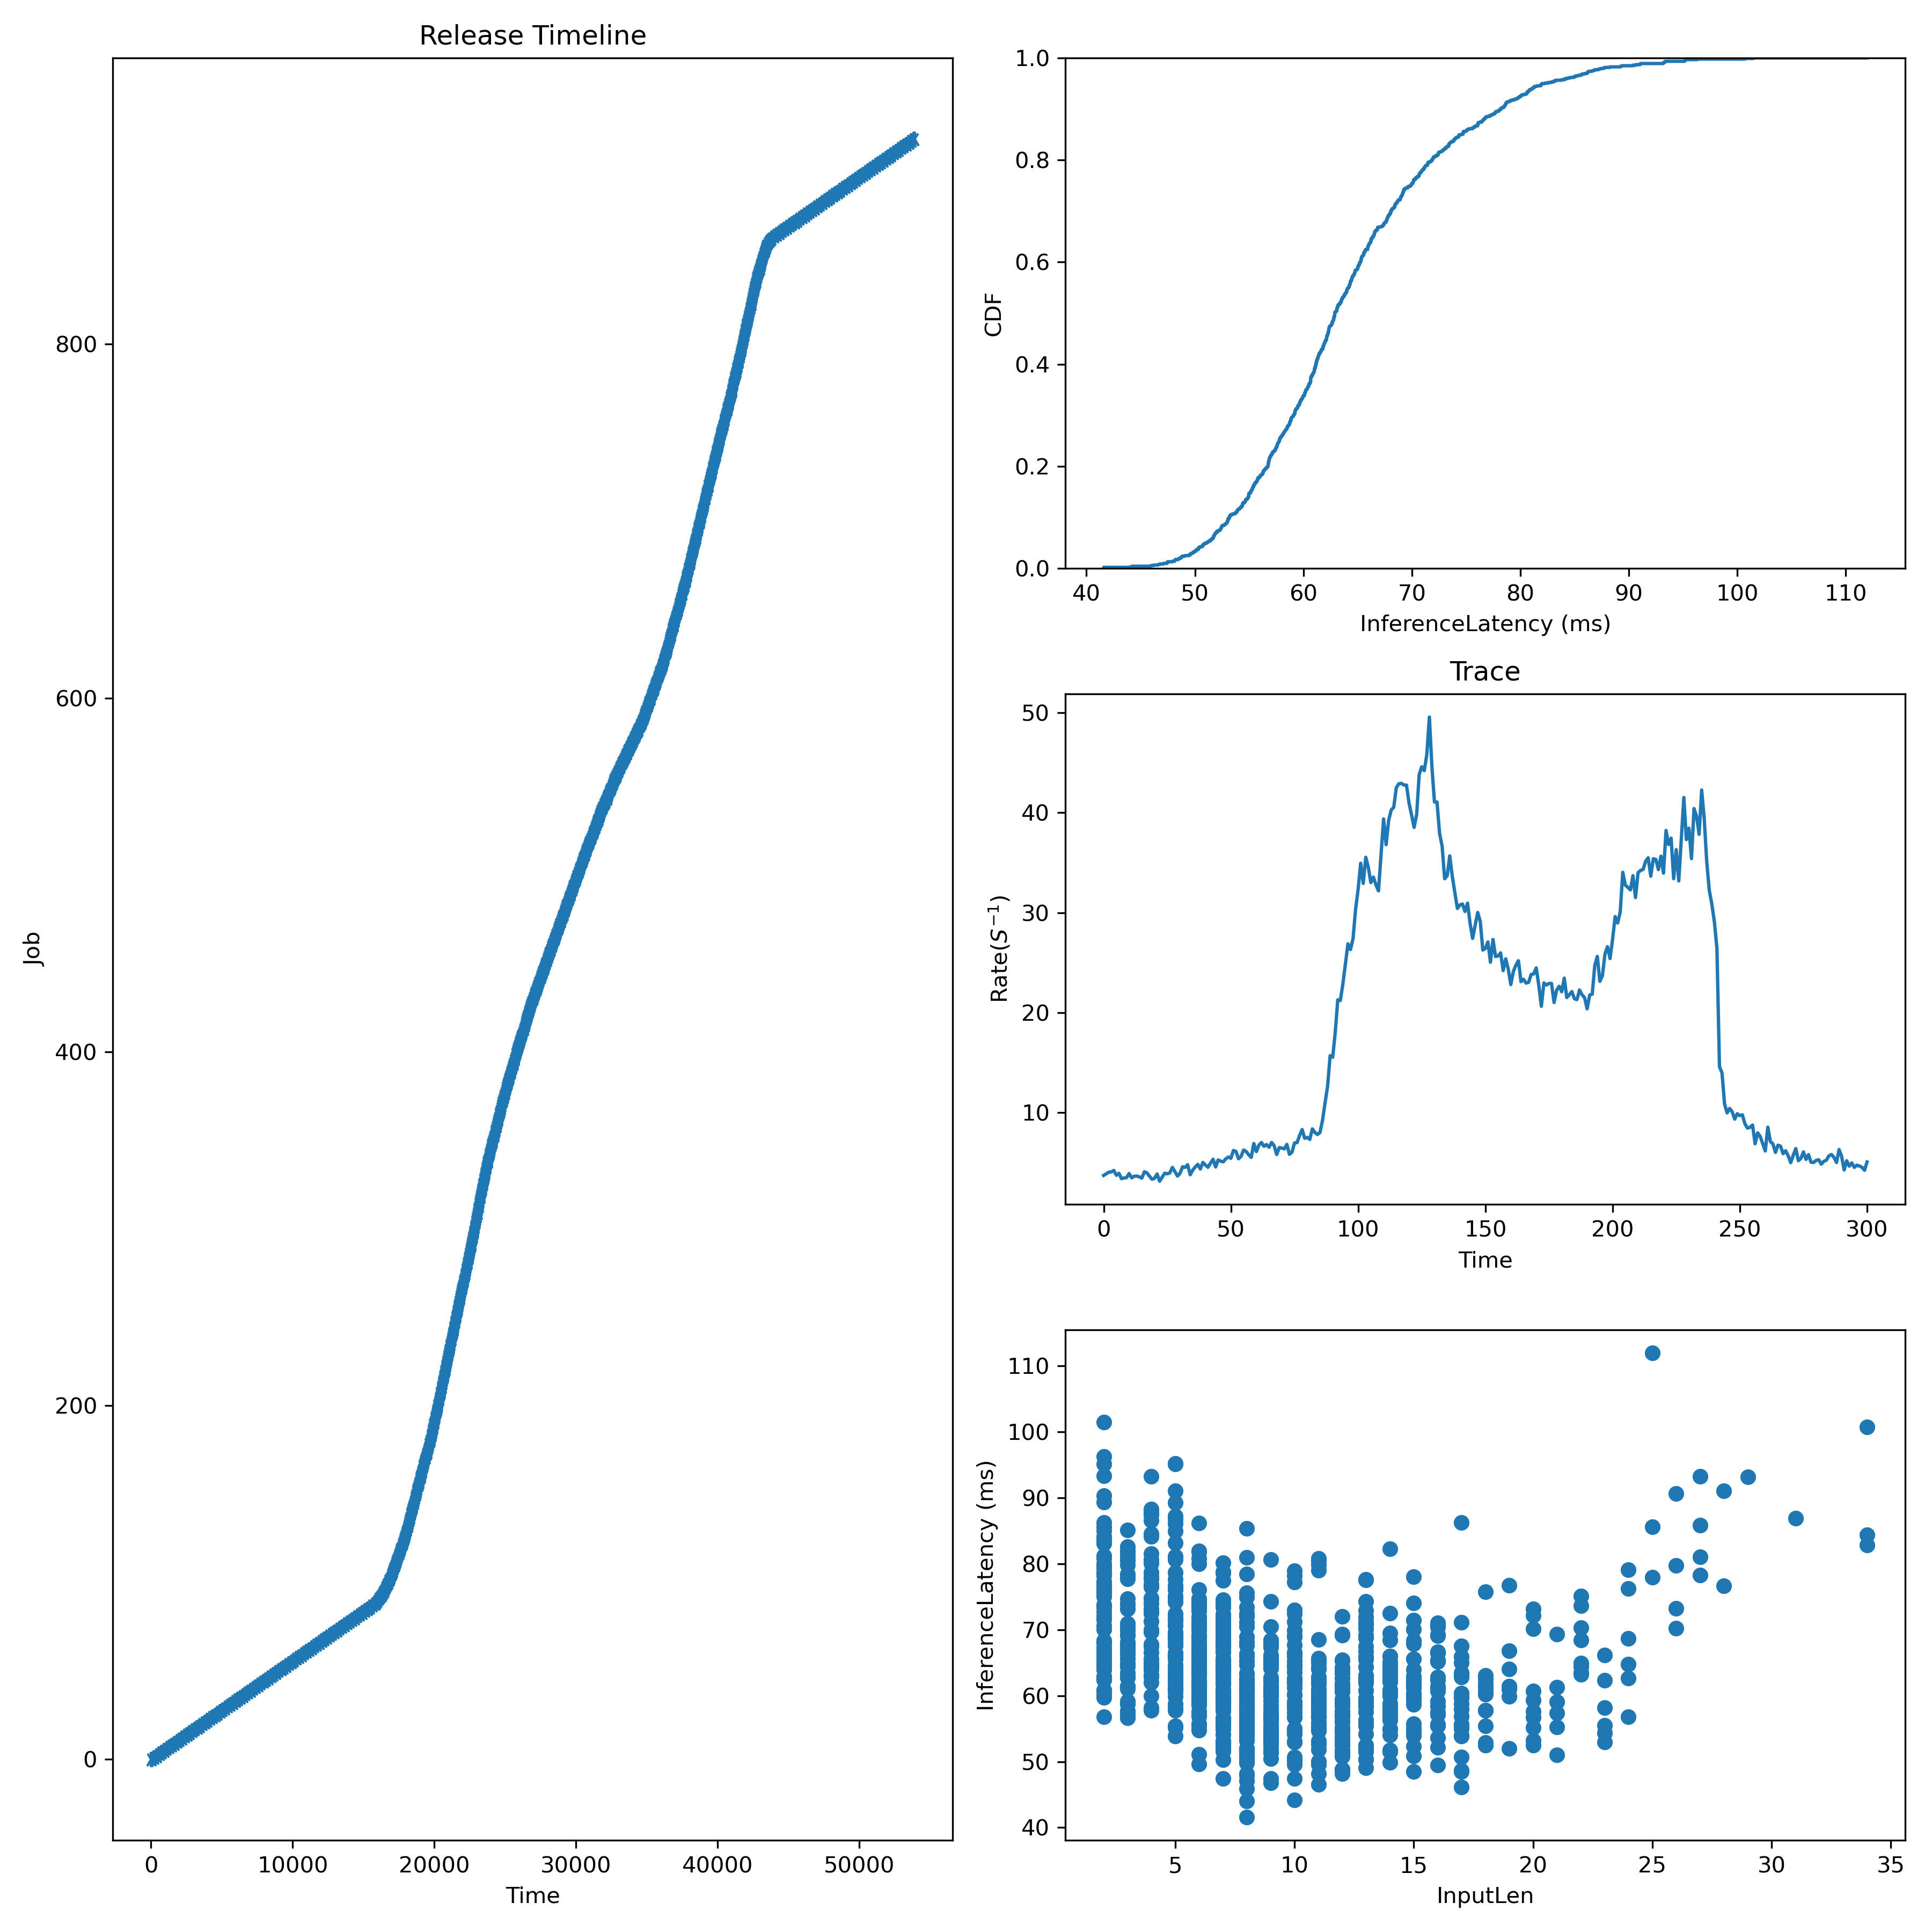 Release Timeline
Job
800
600
400
200
0
0 10000 20000 30000 40000 50000
Time
CDF
1.0
0.8
0.6
0.4
0.2
0.0
40 50 60 70 80 90 100 110
InferenceLatency (ms)
Trace
Rate(S⁻¹)
50
40
30
20
10
0 50 100 150 200 250 300
Time
InferenceLatency (ms)
110
100
90
80
70
60
50
40
5 10 15 20 25 30 35
InputLen